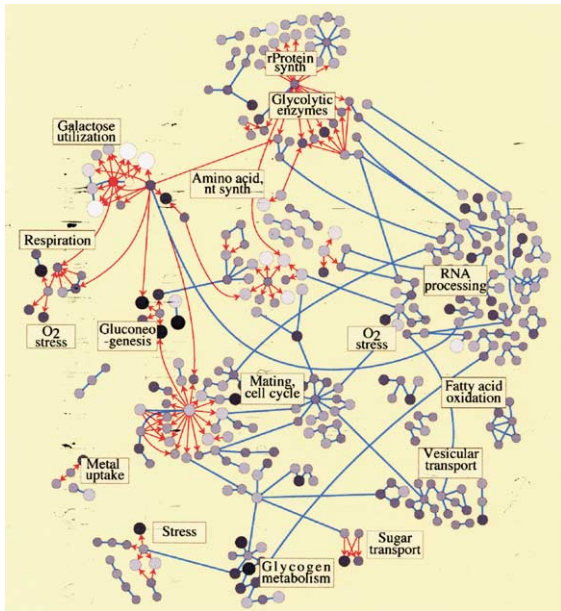 rProtein
synth
Glycolytic
enzymes
Galactose
utilization
Amino acid,
nt synth
Respiration
RNA
processing
O2
stress
Gluconeo
-genesis
O2
stress
Mating,
cell cycle
Fatty acid
oxidation
Vesicular
transport
Metal
uptake
Stress
Sugar
transport
Glycogen
metabolism